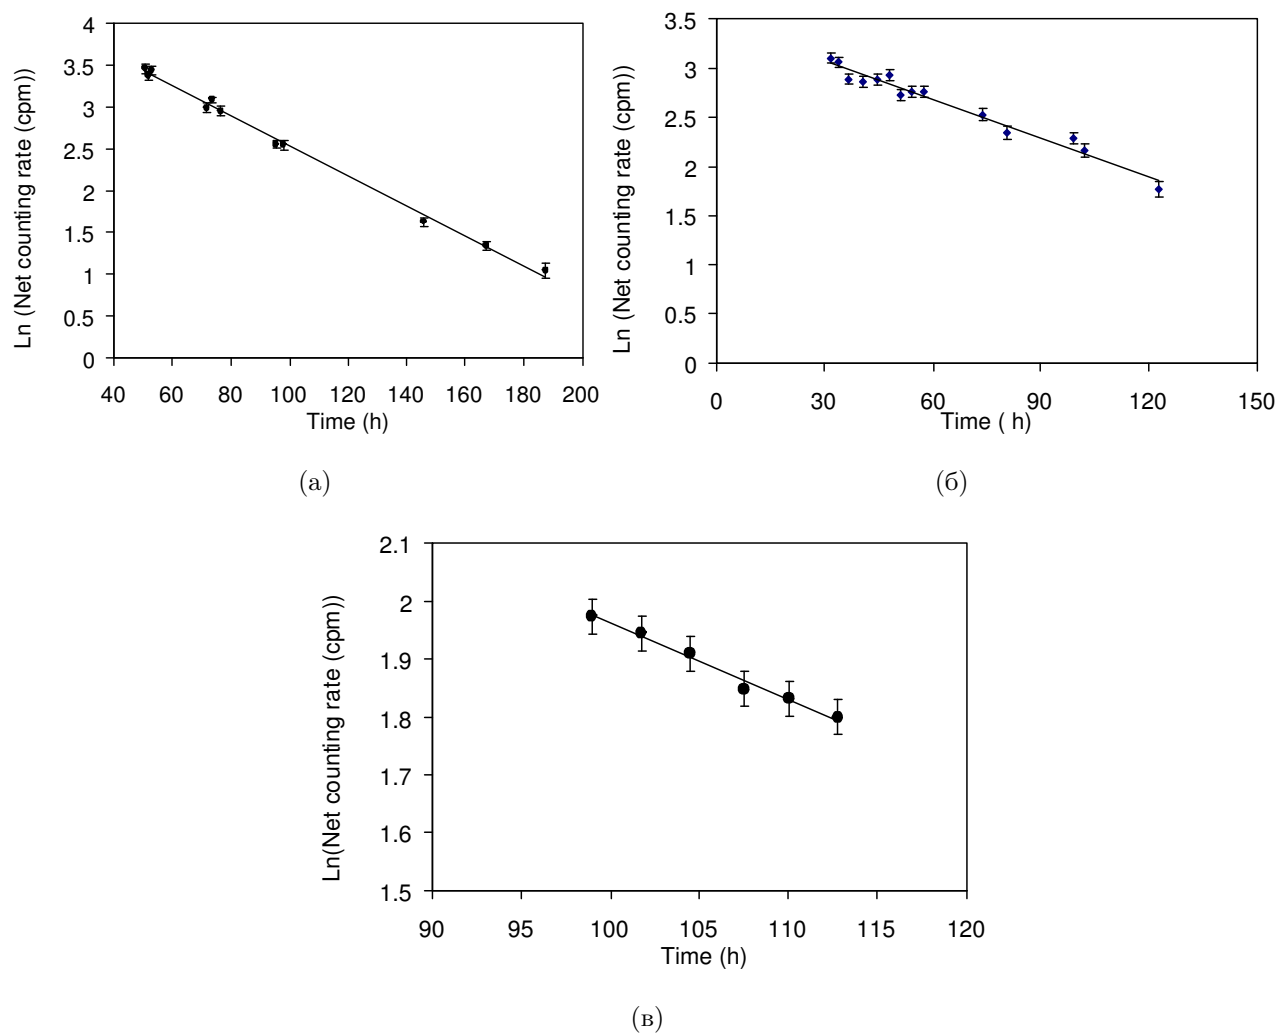 4
3.5
3
2.5
2
1.5
1
0.5
0
Ln (Net counting rate (cpm))
40 60 80 100 120 140 160 180 200
Time (h)
(а)
3.5
3
2.5
2
1.5
1
0.5
0
Ln (Net counting rate (cpm))
0 30 60 90 120 150
Time ( h)
(б)
2.1
2
1.9
1.8
1.7
1.6
1.5
Ln(Net counting rate (cpm))
90 95 100 105 110 115 120
Time (h)
(в)